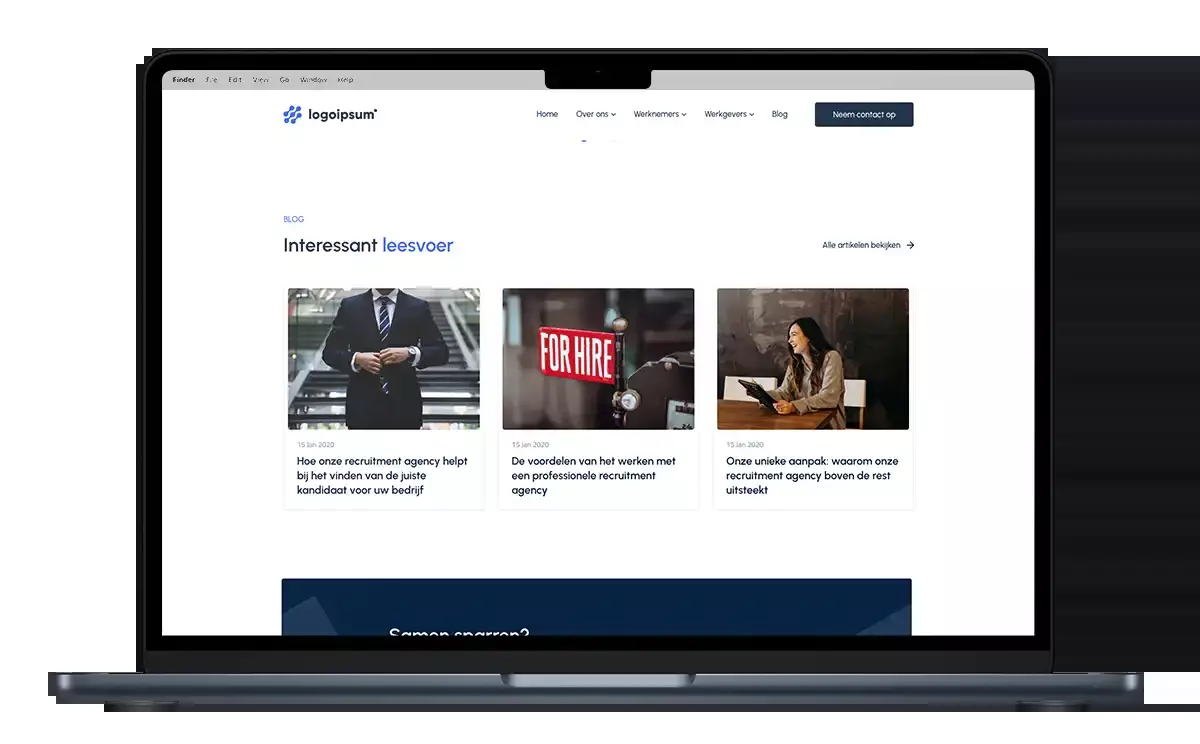 Finder File Edit View Go Window Help
logoipsum
Home Over ons Werknemers Werkgevers Blog Neem contact op
BLOG
Interessant leesvoer
Alle artikelen bekijken →
FOR HIRE
15 Jan 2020
Hoe onze recruitment agency helpt
bij het vinden van de juiste
kandidaat voor uw bedrijf
15 Jan 2020
De voordelen van het werken met
een professionele recruitment
agency
15 Jan 2020
Onze unieke aanpak: waarom onze
recruitment agency boven de rest
uitsteekt
Samen sparren?